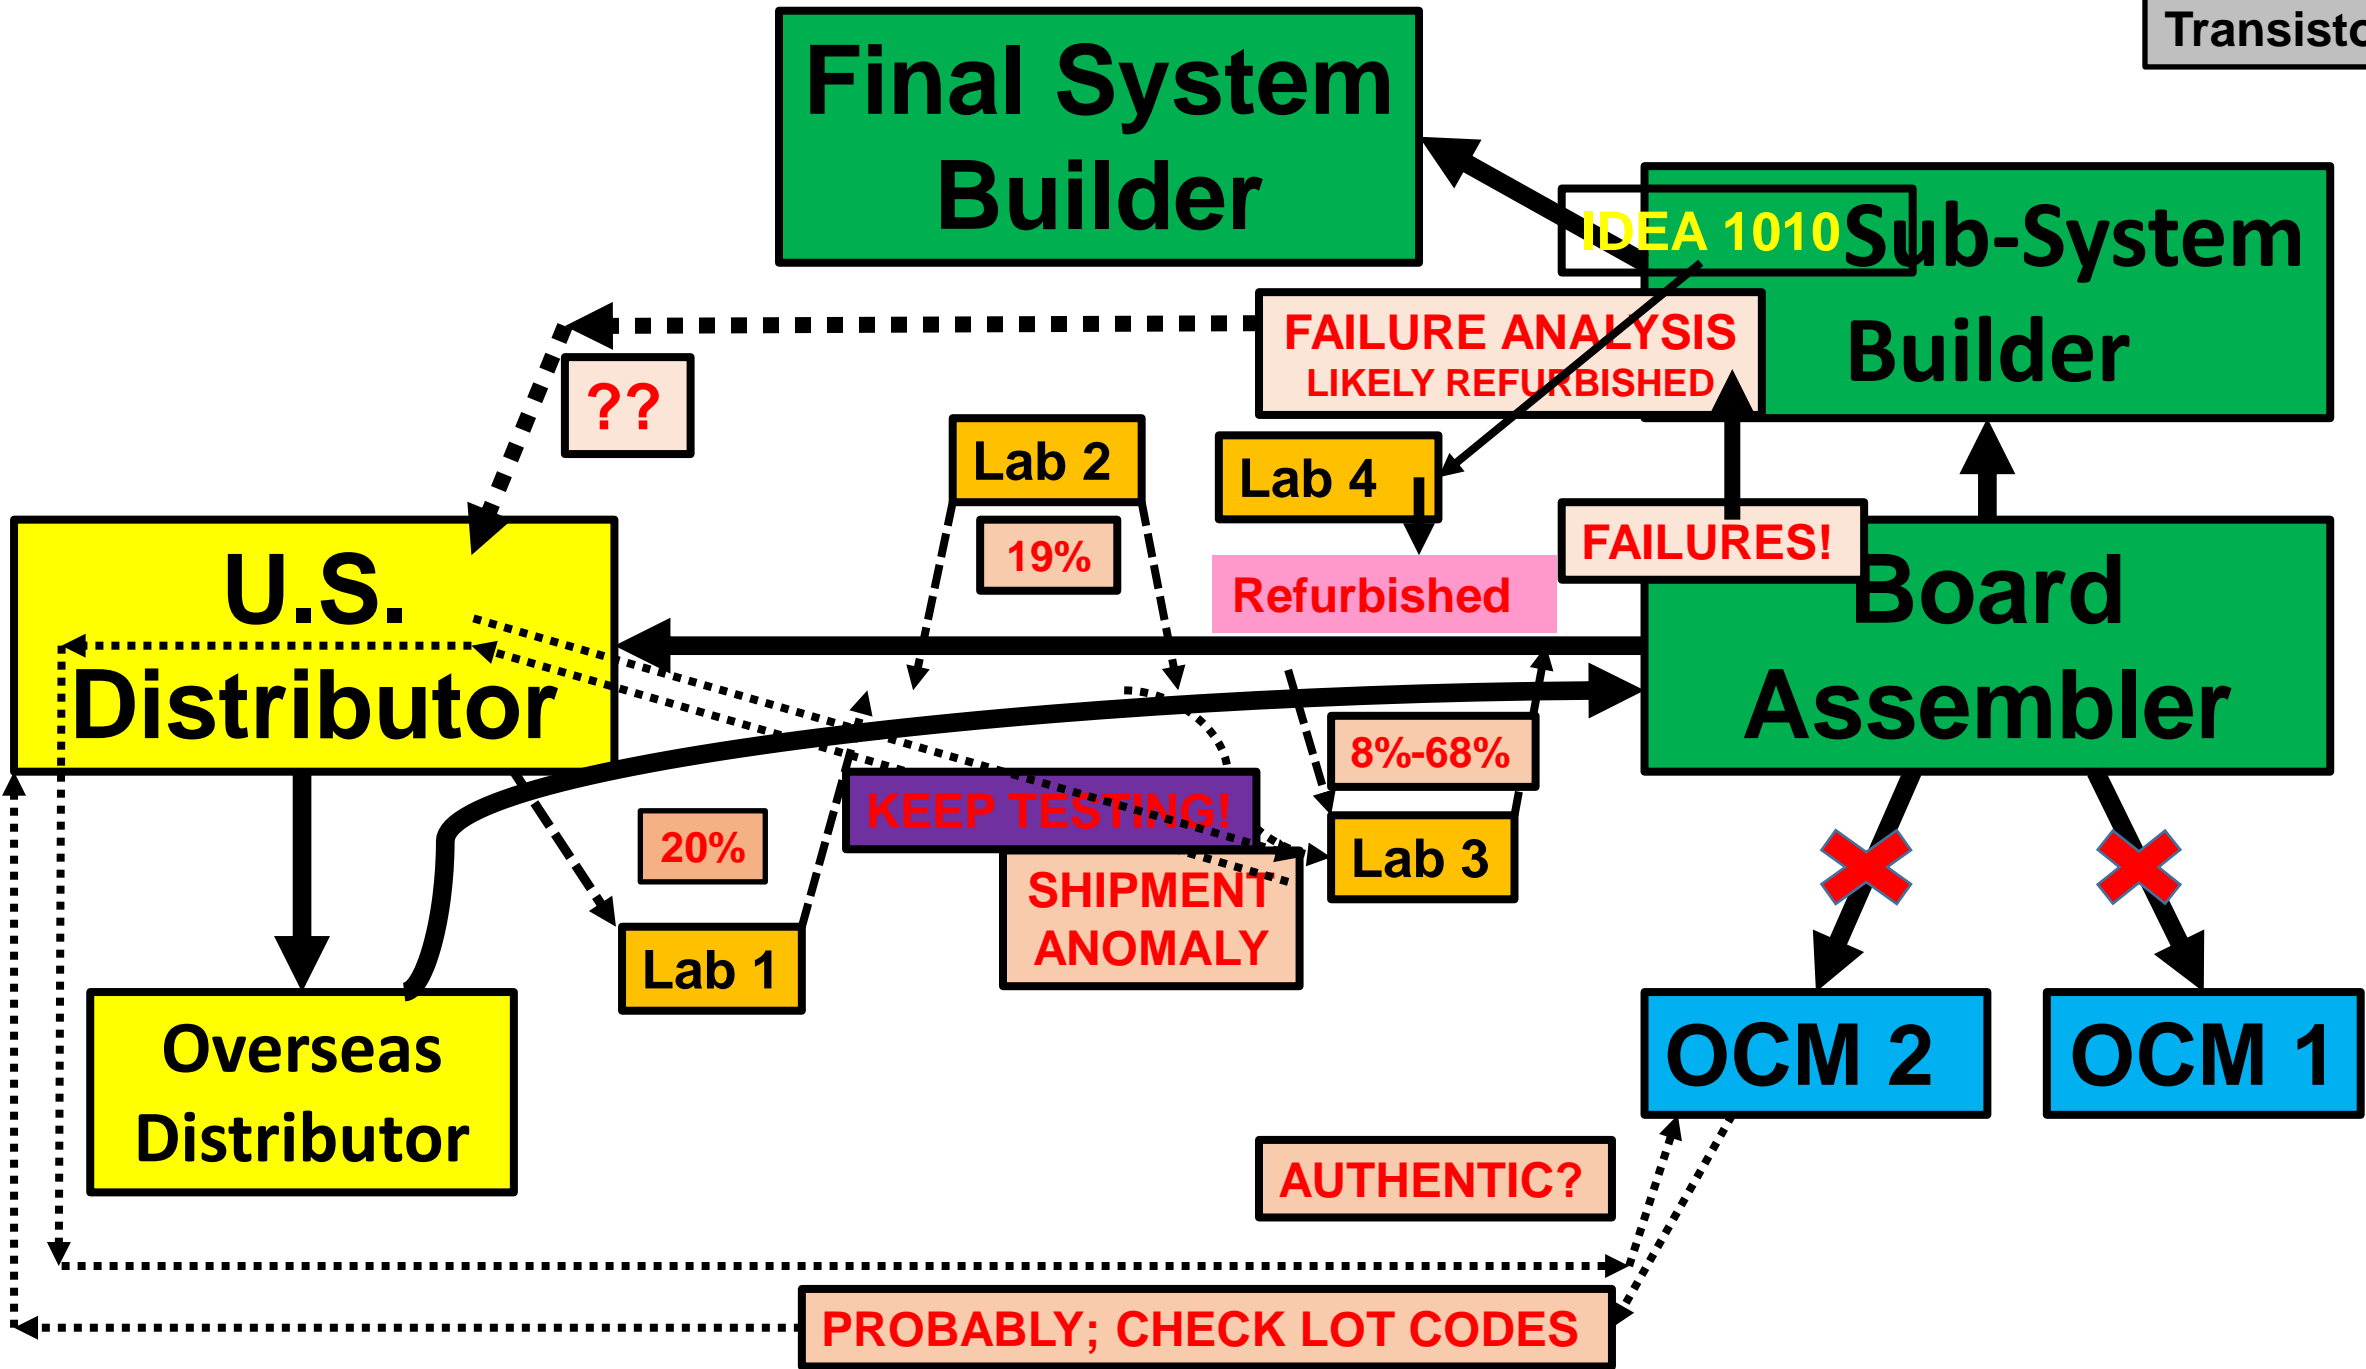 Final System
Builder
IDEA 1010
Sub-System
Builder
FAILURE ANALYSIS
LIKELY REFURBISHED
??
Lab 2
19%
Lab 4
Refurbished
FAILURES!
U.S.
Distributor
Board
Assembler
8%-68%
KEEP TESTING!
20%
Lab 3
SHIPMENT
ANOMALY
Lab 1
Overseas
Distributor
OCM 2
OCM 1
AUTHENTIC?
PROBABLY; CHECK LOT CODES